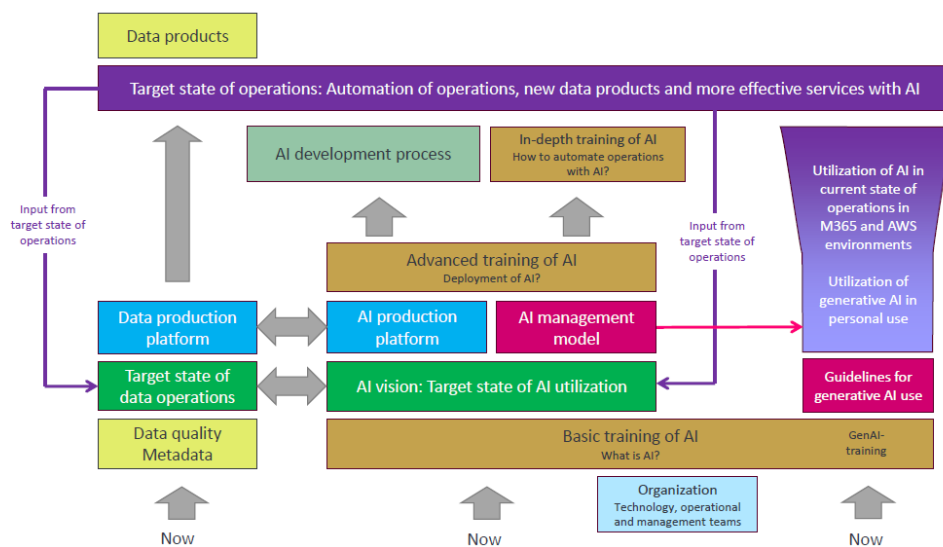 Data products
Target state of operations: Automation of operations, new data products and more effective services with AI
AI development process
In-depth training of AI
How to automate operations
with AI?
Utilization of AI in
current state of
operations in
M365 and AWS
environments
Utilization of
generative AI in
personal use
Input from
target state of
operations
Input from
target state of
operations
Advanced training of AI
Deployment of AI?
Data production
platform
AI production
platform
AI management
model
Target state of
data operations
AI vision: Target state of AI utilization
Guidelines for
generative AI use
Data quality
Metadata
Basic training of AI
What is AI?
GenAI-
training
Organization
Technology, operational
and management teams
Now
Now
Now